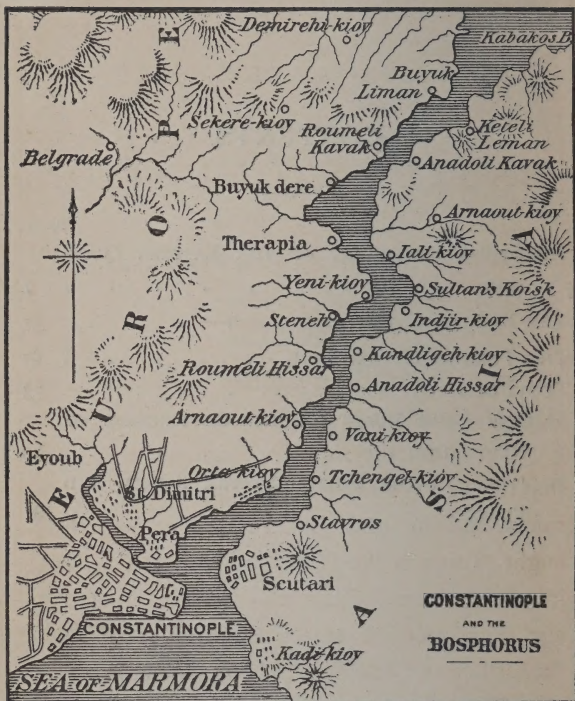 Demirehi-kioy
Kabakos B.
Buyuk
Liman
Sekere-kioy
Roumeli
Kavak
Keteli
Leman
Belgrade
Anadoli Kavak
Buyuk dere
Arnaout-kioy
Therapia
Iali-kioy
Yeni-kioy
Sultan's Koisk
Steneh
Indjir-kioy
Kandligeh-kioy
Roumeli Hissar
Anadoli Hissar
Arnaout-kioy
Vani-kioy
Eyoub
Orta-kioy
Tchengel-kioy
St. Dimitri
Pera
Stavros
Scutari
EUROPE
ASIA
CONSTANTINOPLE
Kadi-kioy
SEA OF MARMORA
CONSTANTINOPLE
AND THE
BOSPHORUS